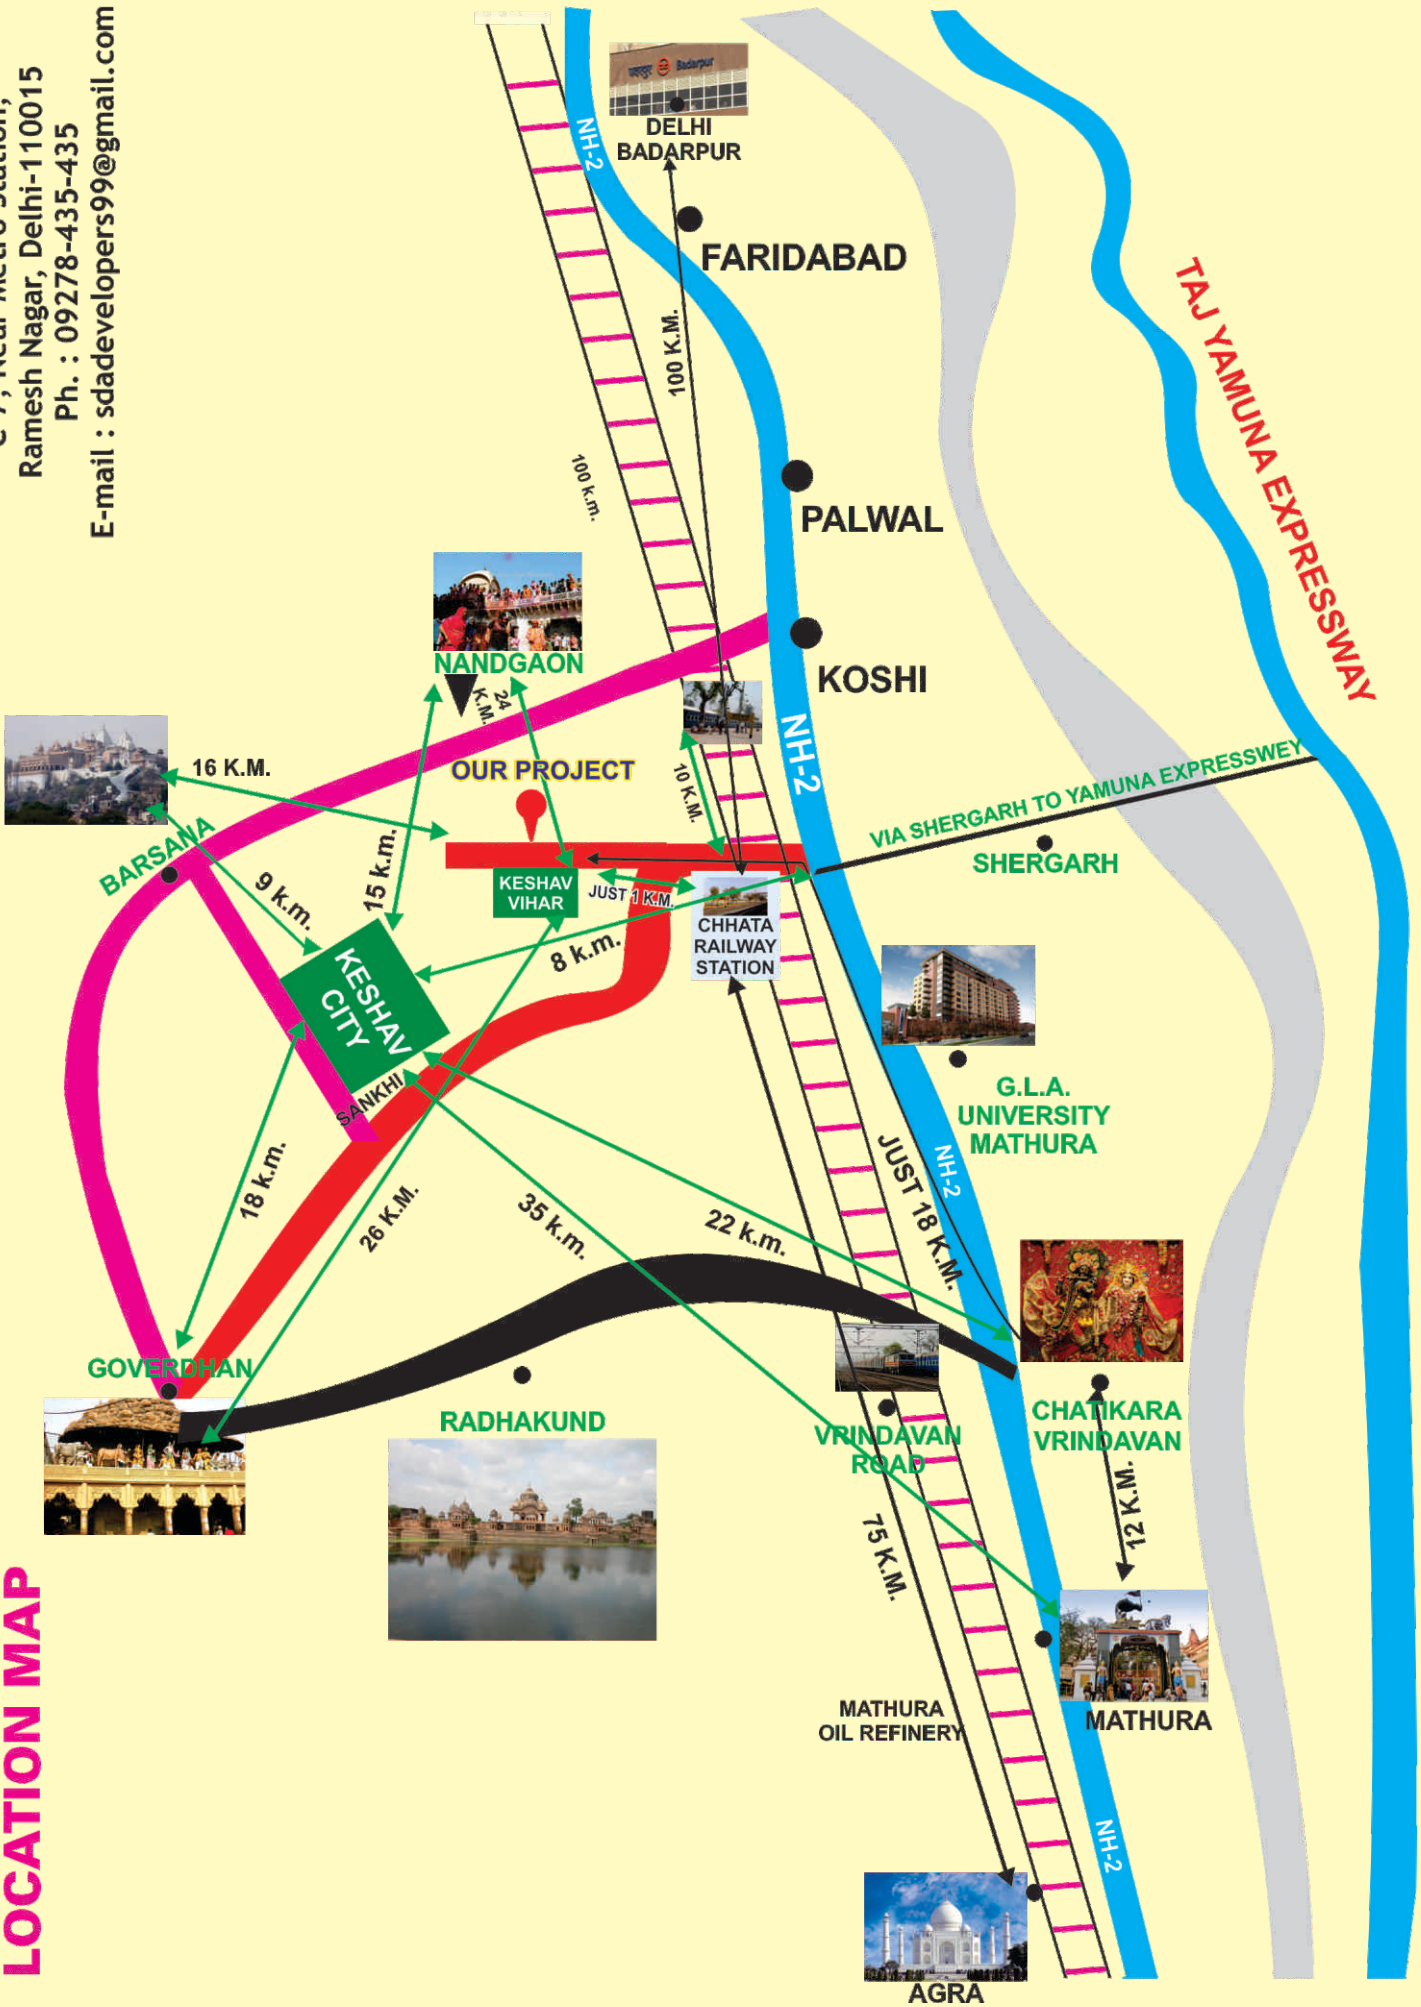 LOCATION MAP
Ramesh Nagar, Delhi-110015
Ph. : 09278-435-435
E-mail : sdadevelopers99@gmail.com
बदरपुर Badarpur
DELHI
BADARPUR
NH-2
FARIDABAD
100 K.M.
100 k.m.
PALWAL
TAJ YAMUNA EXPRESSWAY
NANDGAON
24
K.M.
KOSHI
NH-2
16 K.M.
OUR PROJECT
10 K.M.
VIA SHERGARH TO YAMUNA EXPRESSWEY
SHERGARH
BARSANA
9 k.m.
15 k.m.
KESHAV
VIHAR
JUST 1 K.M.
CHHATA
RAILWAY
STATION
8 k.m.
KESHAV
CITY
SANKHI
G.L.A.
UNIVERSITY
MATHURA
NH-2
JUST 18 K.M.
18 k.m.
26 K.M.
35 k.m.
22 k.m.
GOVERDHAN
RADHAKUND
VRINDAVAN
ROAD
CHATIKARA
VRINDAVAN
12 K.M.
75 K.M.
MATHURA
OIL REFINERY
MATHURA
NH-2
AGRA